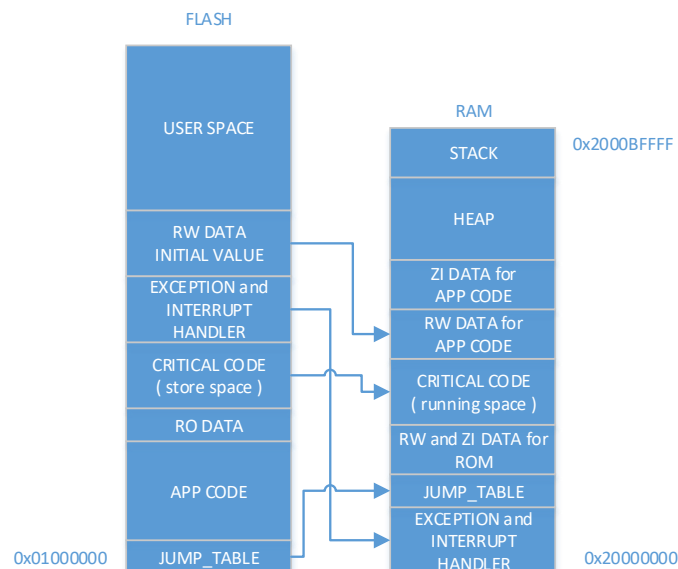 FLASH
USER SPACE
RW DATA
INITIAL VALUE
EXCEPTION and
INTERRUPT
HANDLER
CRITICAL CODE
( store space )
RO DATA
APP CODE
0x01000000
JUMP_TABLE
RAM
STACK
0x2000BFFFF
HEAP
ZI DATA for
APP CODE
RW DATA for
APP CODE
CRITICAL CODE
( running space )
RW and ZI DATA for
ROM
JUMP_TABLE
EXCEPTION and
INTERRUPT
HANDLER
0x20000000